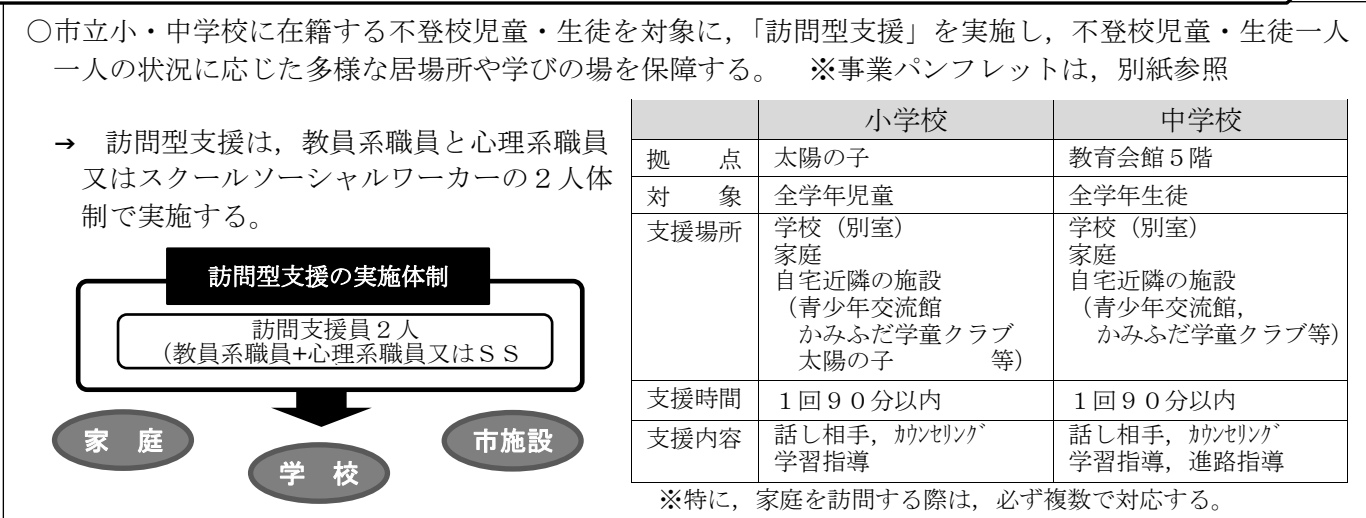 ○市立小・中学校に在籍する不登校児童・生徒を対象に，「訪問型支援」を実施し，不登校児童・生徒一人
一人の状況に応じた多様な居場所や学びの場を保障する。　※事業パンフレットは，別紙参照
→　訪問型支援は，教員系職員と心理系職員
又はスクールソーシャルワーカーの２人体
制で実施する。
訪問型支援の実施体制
訪問支援員２人
（教員系職員+心理系職員又はＳＳ
家　庭
学　校
市施設
小学校　中学校
拠　点　太陽の子　教育会館５階
対　象　全学年児童　全学年生徒
支援場所　学校（別室）　学校（別室）
家庭　家庭
自宅近隣の施設　自宅近隣の施設
（青少年交流館　（青少年交流館，
かみふだ学童クラブ　かみふだ学童クラブ等）
太陽の子　等）
支援時間　１回９０分以内　１回９０分以内
支援内容　話し相手，ｶｳﾝｾﾘﾝｸﾞ　話し相手，ｶｳﾝｾﾘﾝｸﾞ
学習指導　学習指導，進路指導
※特に，家庭を訪問する際は，必ず複数で対応する。